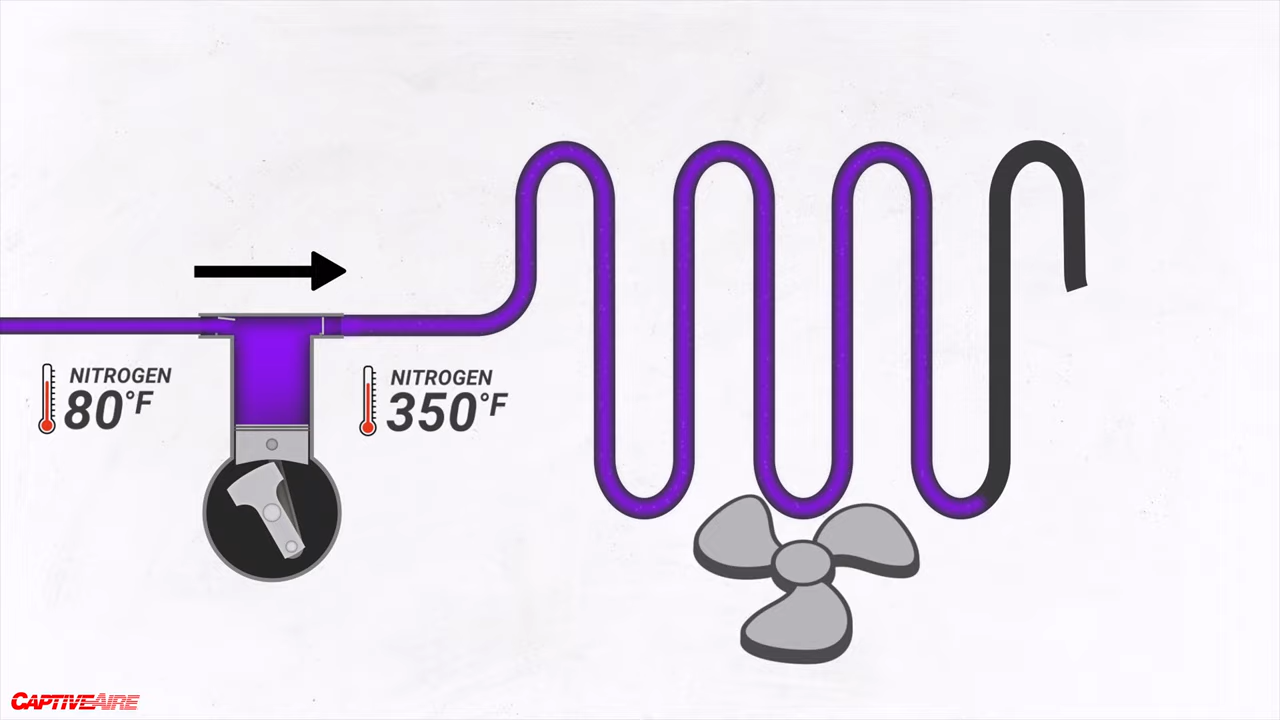 NITROGEN
80°F
NITROGEN
350°F
CAPTIVEAIRE